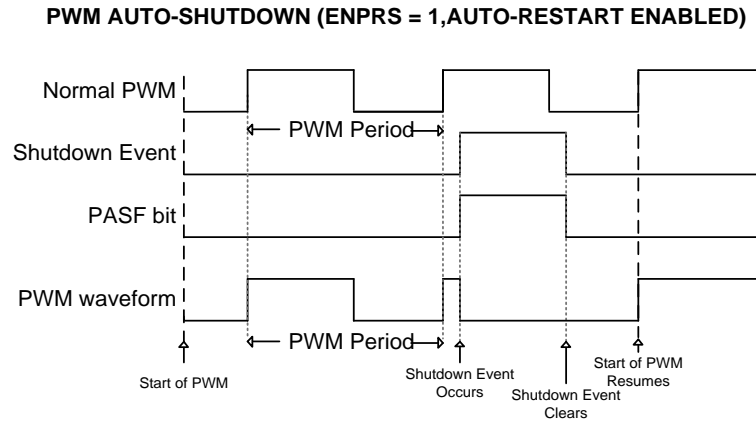 PWM AUTO-SHUTDOWN (ENPRS = 1,AUTO-RESTART ENABLED)
Normal PWM
PWM Period
Shutdown Event
PASF bit
PWM waveform
PWM Period
Start of PWM
Shutdown Event
Occurs
Shutdown Event
Clears
Start of PWM
Resumes